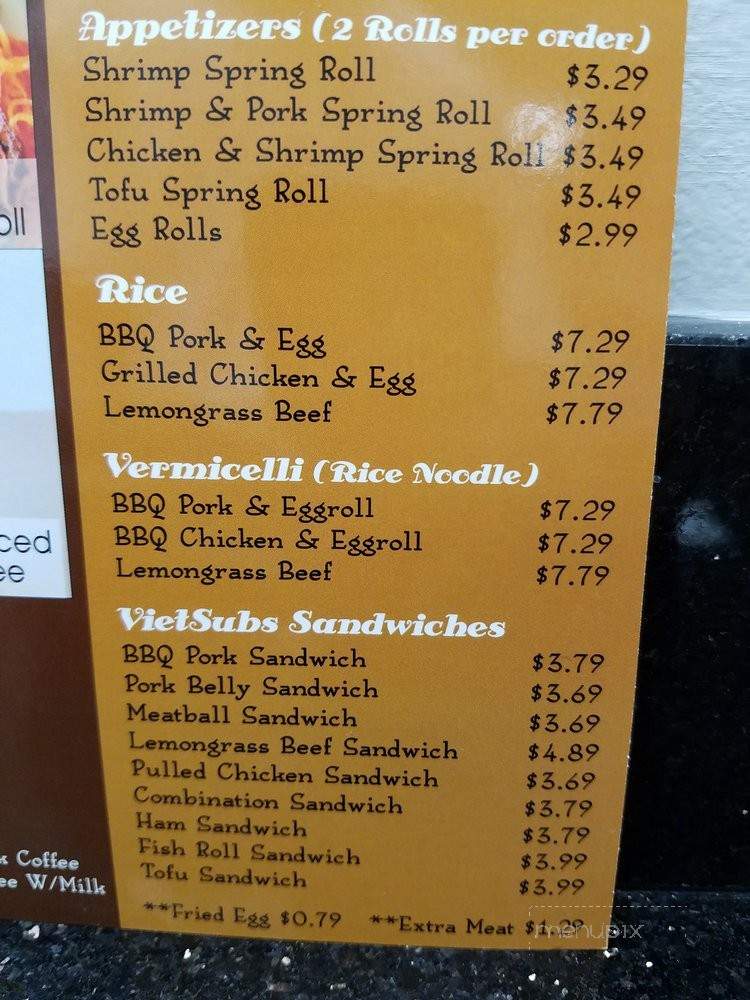 Appetizers (2 Rolls per order)
Shrimp Spring Roll $3.29
Shrimp & Pork Spring Roll $3.49
Chicken & Shrimp Spring Roll $3.49
Tofu Spring Roll $3.49
Egg Rolls $2.99
Rice
BBQ Pork & Egg $7.29
Grilled Chicken & Egg $7.29
Lemongrass Beef $7.79
Vermicelli (Rice Noodle)
BBQ Pork & Eggroll $7.29
BBQ Chicken & Eggroll $7.29
Lemongrass Beef $7.79
VietSubs Sandwiches
BBQ Pork Sandwich $3.79
Pork Belly Sandwich $3.69
Meatball Sandwich $3.69
Lemongrass Beef Sandwich $4.89
Pulled Chicken Sandwich $3.69
Combination Sandwich $3.79
Ham Sandwich $3.79
Fish Roll Sandwich $3.99
Tofu Sandwich $3.99
**Fried Egg $0.79 **Extra Meat $1.29
oll
ced
ee
Coffee
ee W/Milk
menupix